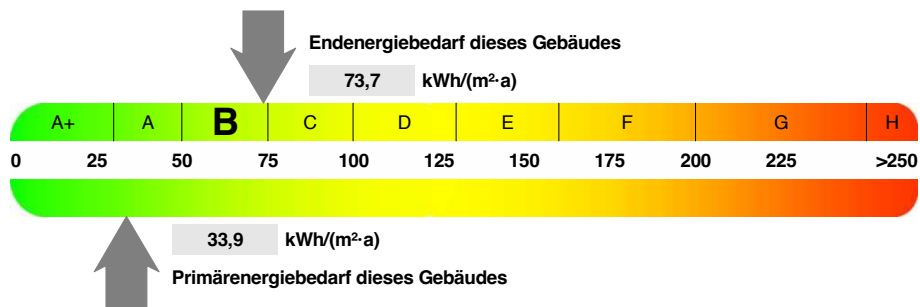 Endenergiebedarf dieses Gebäudes
73,7 kWh/(m²·a)
A+ A B C D E F G H
0 25 50 75 100 125 150 175 200 225 >250
33,9 kWh/(m²·a)
Primärenergiebedarf dieses Gebäudes